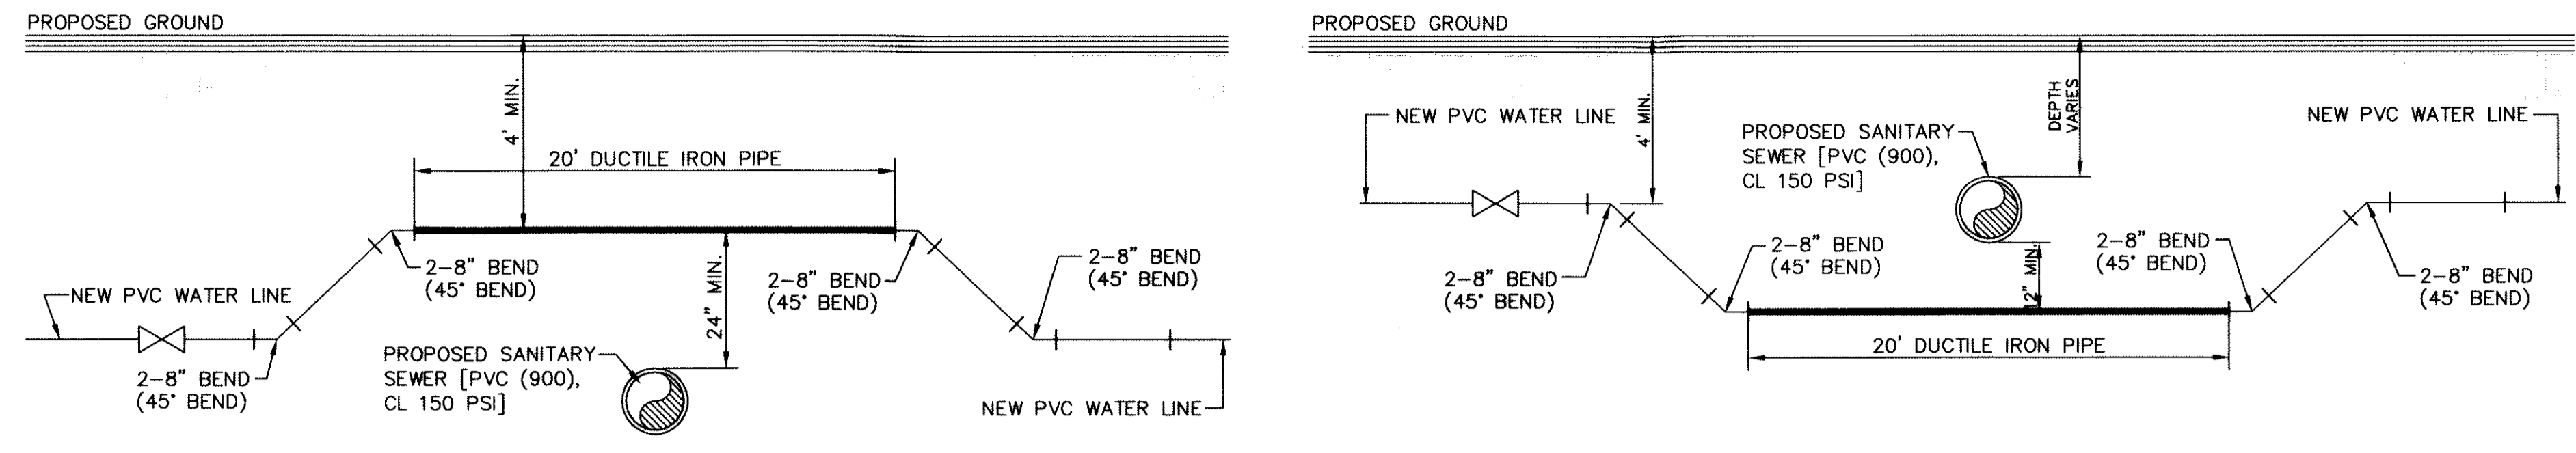 PROPOSED GROUND
4' MIN.
20' DUCTILE IRON PIPE
2-8" BEND
(45° BEND)
2-8" BEND
(45° BEND)
2-8" BEND
(45° BEND)
NEW PVC WATER LINE
24" MIN.
2-8" BEND
(45° BEND)
PROPOSED SANITARY
SEWER [PVC (900),
CL 150 PSI]
NEW PVC WATER LINE
PROPOSED GROUND
NEW PVC WATER LINE
4' MIN.
PROPOSED SANITARY
SEWER [PVC (900),
CL 150 PSI]
DEPTH
VARIES
NEW PVC WATER LINE
2-8" BEND
(45° BEND)
2-8" BEND
(45° BEND)
12" MIN.
2-8" BEND
(45° BEND)
2-8" BEND
(45° BEND)
20' DUCTILE IRON PIPE